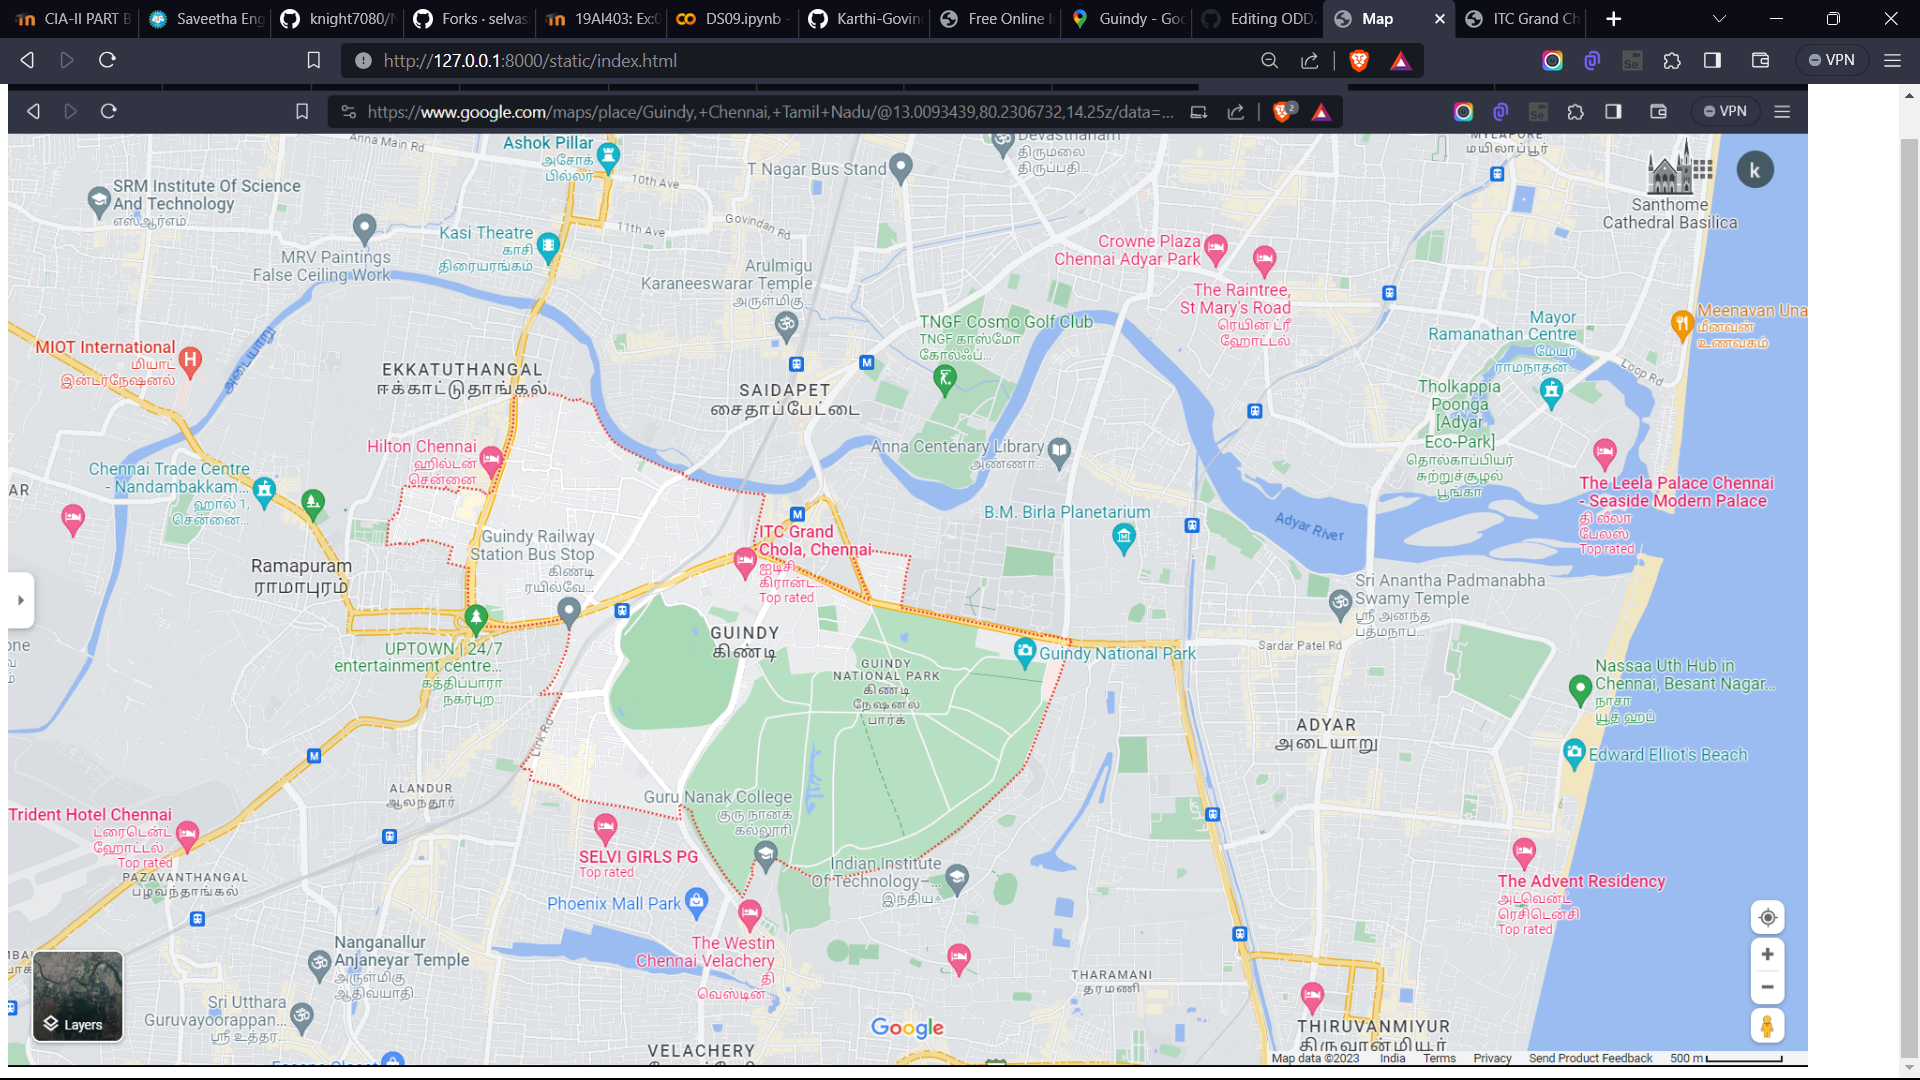 CIA-II PART B
Saveetha Eng
knight7080/N
Forks · selvas
19AI403: Ex:0
DS09.ipynb -
Karthi-Govin
Free Online I
Guindy - Goo
Editing ODD
Map
ITC Grand Ch
http://127.0.0.1:8000/static/index.html
VPN
https://www.google.com/maps/place/Guindy,+Chennai,+Tamil+Nadu/@13.0093439,80.2306732,14.25z/data=...
2
VPN
Anna Main Rd
Ashok Pillar
அசோக்
பில்லர்
10th Ave
T Nagar Bus Stand
Devasthanam
திருமலை
திருப்பதி...
MYLAPORE
மயிலாப்பூர்
k
Santhome
Cathedral Basilica
SRM Institute Of Science
And Technology
எஸ்ஆர்எம்...
MRV Paintings
False Ceiling Work
Kasi Theatre
காசி
திரையரங்கம்
11th Ave
Govindan Rd
Arulmigu
Karaneeswarar Temple
அருள்மிகு...
Crowne Plaza
Chennai Adyar Park
The Raintree,
St Mary's Road
ரெயின் ட்ரீ
ஹோட்டல்
TNGF Cosmo Golf Club
TNGF காஸ்மோ
கோல்ஃப்...
Mayor
Ramanathan Centre
மேயர்
ராமநாதன்...
Meenavan Una
மீனவன்
உணவகம்
Loop Rd
MIOT International
மியாட்
இன்டர்நேஷனல்
அடையாறு
EKKATUTHANGAL
ஈக்காட்டுதாங்கல்
SAIDAPET
சைதாப்பேட்டை
Tholkappia
Poonga
[Adyar
Eco-Park]
தொல்காப்பியர்
சுற்றுச்சூழல்
பூங்கா
Hilton Chennai
ஹில்டன்
சென்னை
Anna Centenary Library
அண்ணா...
Chennai Trade Centre
- Nandambakkam...
ஹால் 1,
சென்னை...
AR
The Leela Palace Chennai
- Seaside Modern Palace
தி லீலா
பேலஸ்
Top rated
B.M. Birla Planetarium
Adyar River
Guindy Railway
Station Bus Stop
கிண்டி
ரயில்வே...
ITC Grand
Chola, Chennai
ஐடிசி
கிராண்ட்...
Top rated
Ramapuram
ராமாபுரம்
Sri Anantha Padmanabha
Swamy Temple
ஸ்ரீ அனந்த
பத்மநாப...
Sardar Patel Rd
GUINDY
கிண்டி
UPTOWN | 24/7
entertainment centre...
கத்திப்பாரா
நகர்புற...
GUINDY
NATIONAL PARK
கிண்டி
நேஷனல்
பார்க்
Guindy National Park
Nassaa Uth Hub in
Chennai, Besant Nagar...
நாசா
யூத் ஹப்
ADYAR
அடையாறு
Edward Elliot's Beach
Link Rd
ALANDUR
ஆலந்தூர்
Guru Nanak College
குரு நானக்
கல்லூரி
Trident Hotel Chennai
ட்ரைடென்ட்
ஹோட்டல்...
Top rated
SELVI GIRLS PG
Top rated
PAZAVANTHANGAL
பழவந்தாங்கல்
Indian Institute
Of Technology-...
இந்திய...
The Advent Residency
அட்வென்ட்
ரெசிடென்சி
Top rated
Phoenix Mall Park
The Westin
Chennai Velachery
தி
வெஸ்டின்...
Nanganallur
Anjaneyar Temple
அருள்மிகு
ஆதிவ்யாதி...
THARAMANI
தரமணி
Sri Utthara
Guruvayoorappan...
ஸ்ரீ உத்தர...
Layers
Google
THIRUVANMIYUR
திருவான்மியூர்
VELACHERY
Map data ©2023
India
Terms
Privacy
Send Product Feedback
500 m